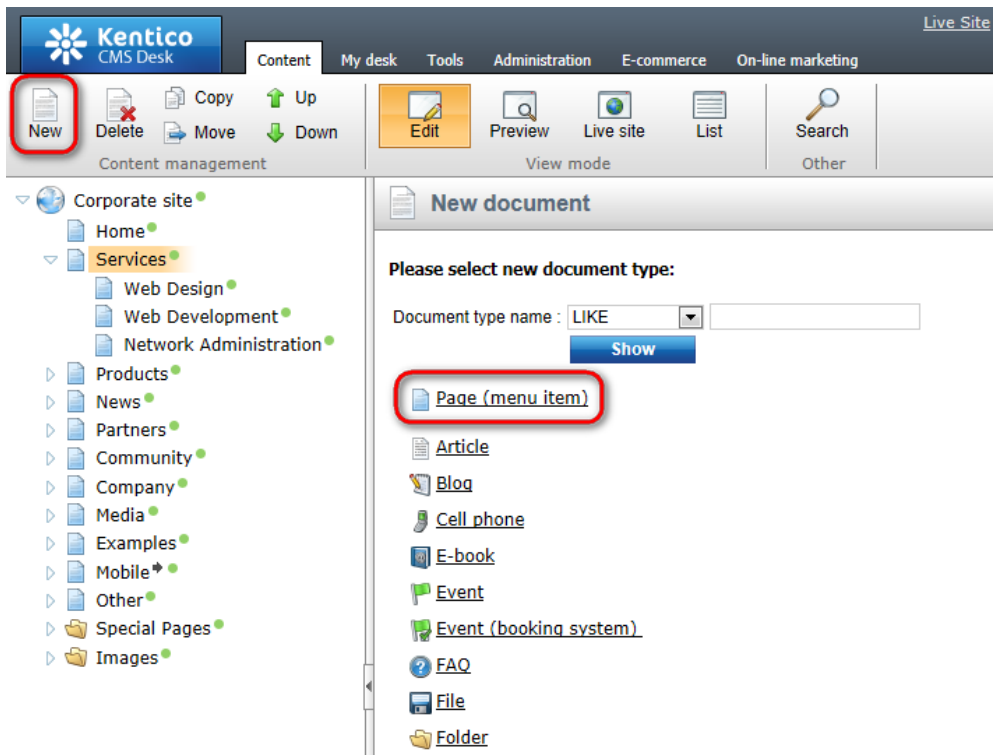 Live Site
Kentico
CMS Desk
Content My desk Tools Administration E-commerce On-line marketing
New Delete Copy Move Up Down
Content management
Edit Preview Live site List
View mode
Search
Other
Corporate site
Home
Services
Web Design
Web Development
Network Administration
Products
News
Partners
Community
Company
Media
Examples
Mobile
Other
Special Pages
Images
New document
Please select new document type:
Document type name : LIKE
Show
Page (menu item)
Article
Blog
Cell phone
E-book
Event
Event (booking system)
FAQ
File
Folder